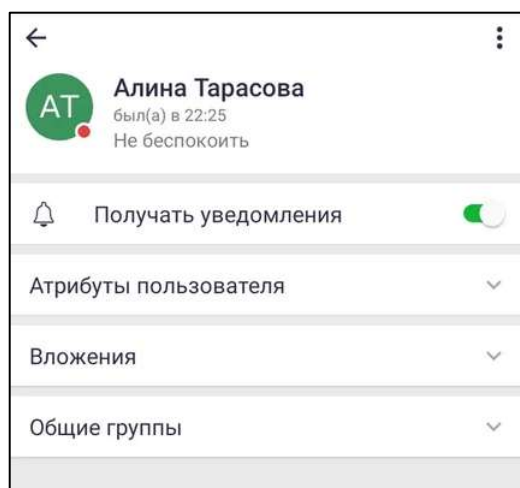 Алина Тарасова
АТ
был(а) в 22:25
Не беспокоить
Получать уведомления
Атрибуты пользователя
Вложения
Общие группы